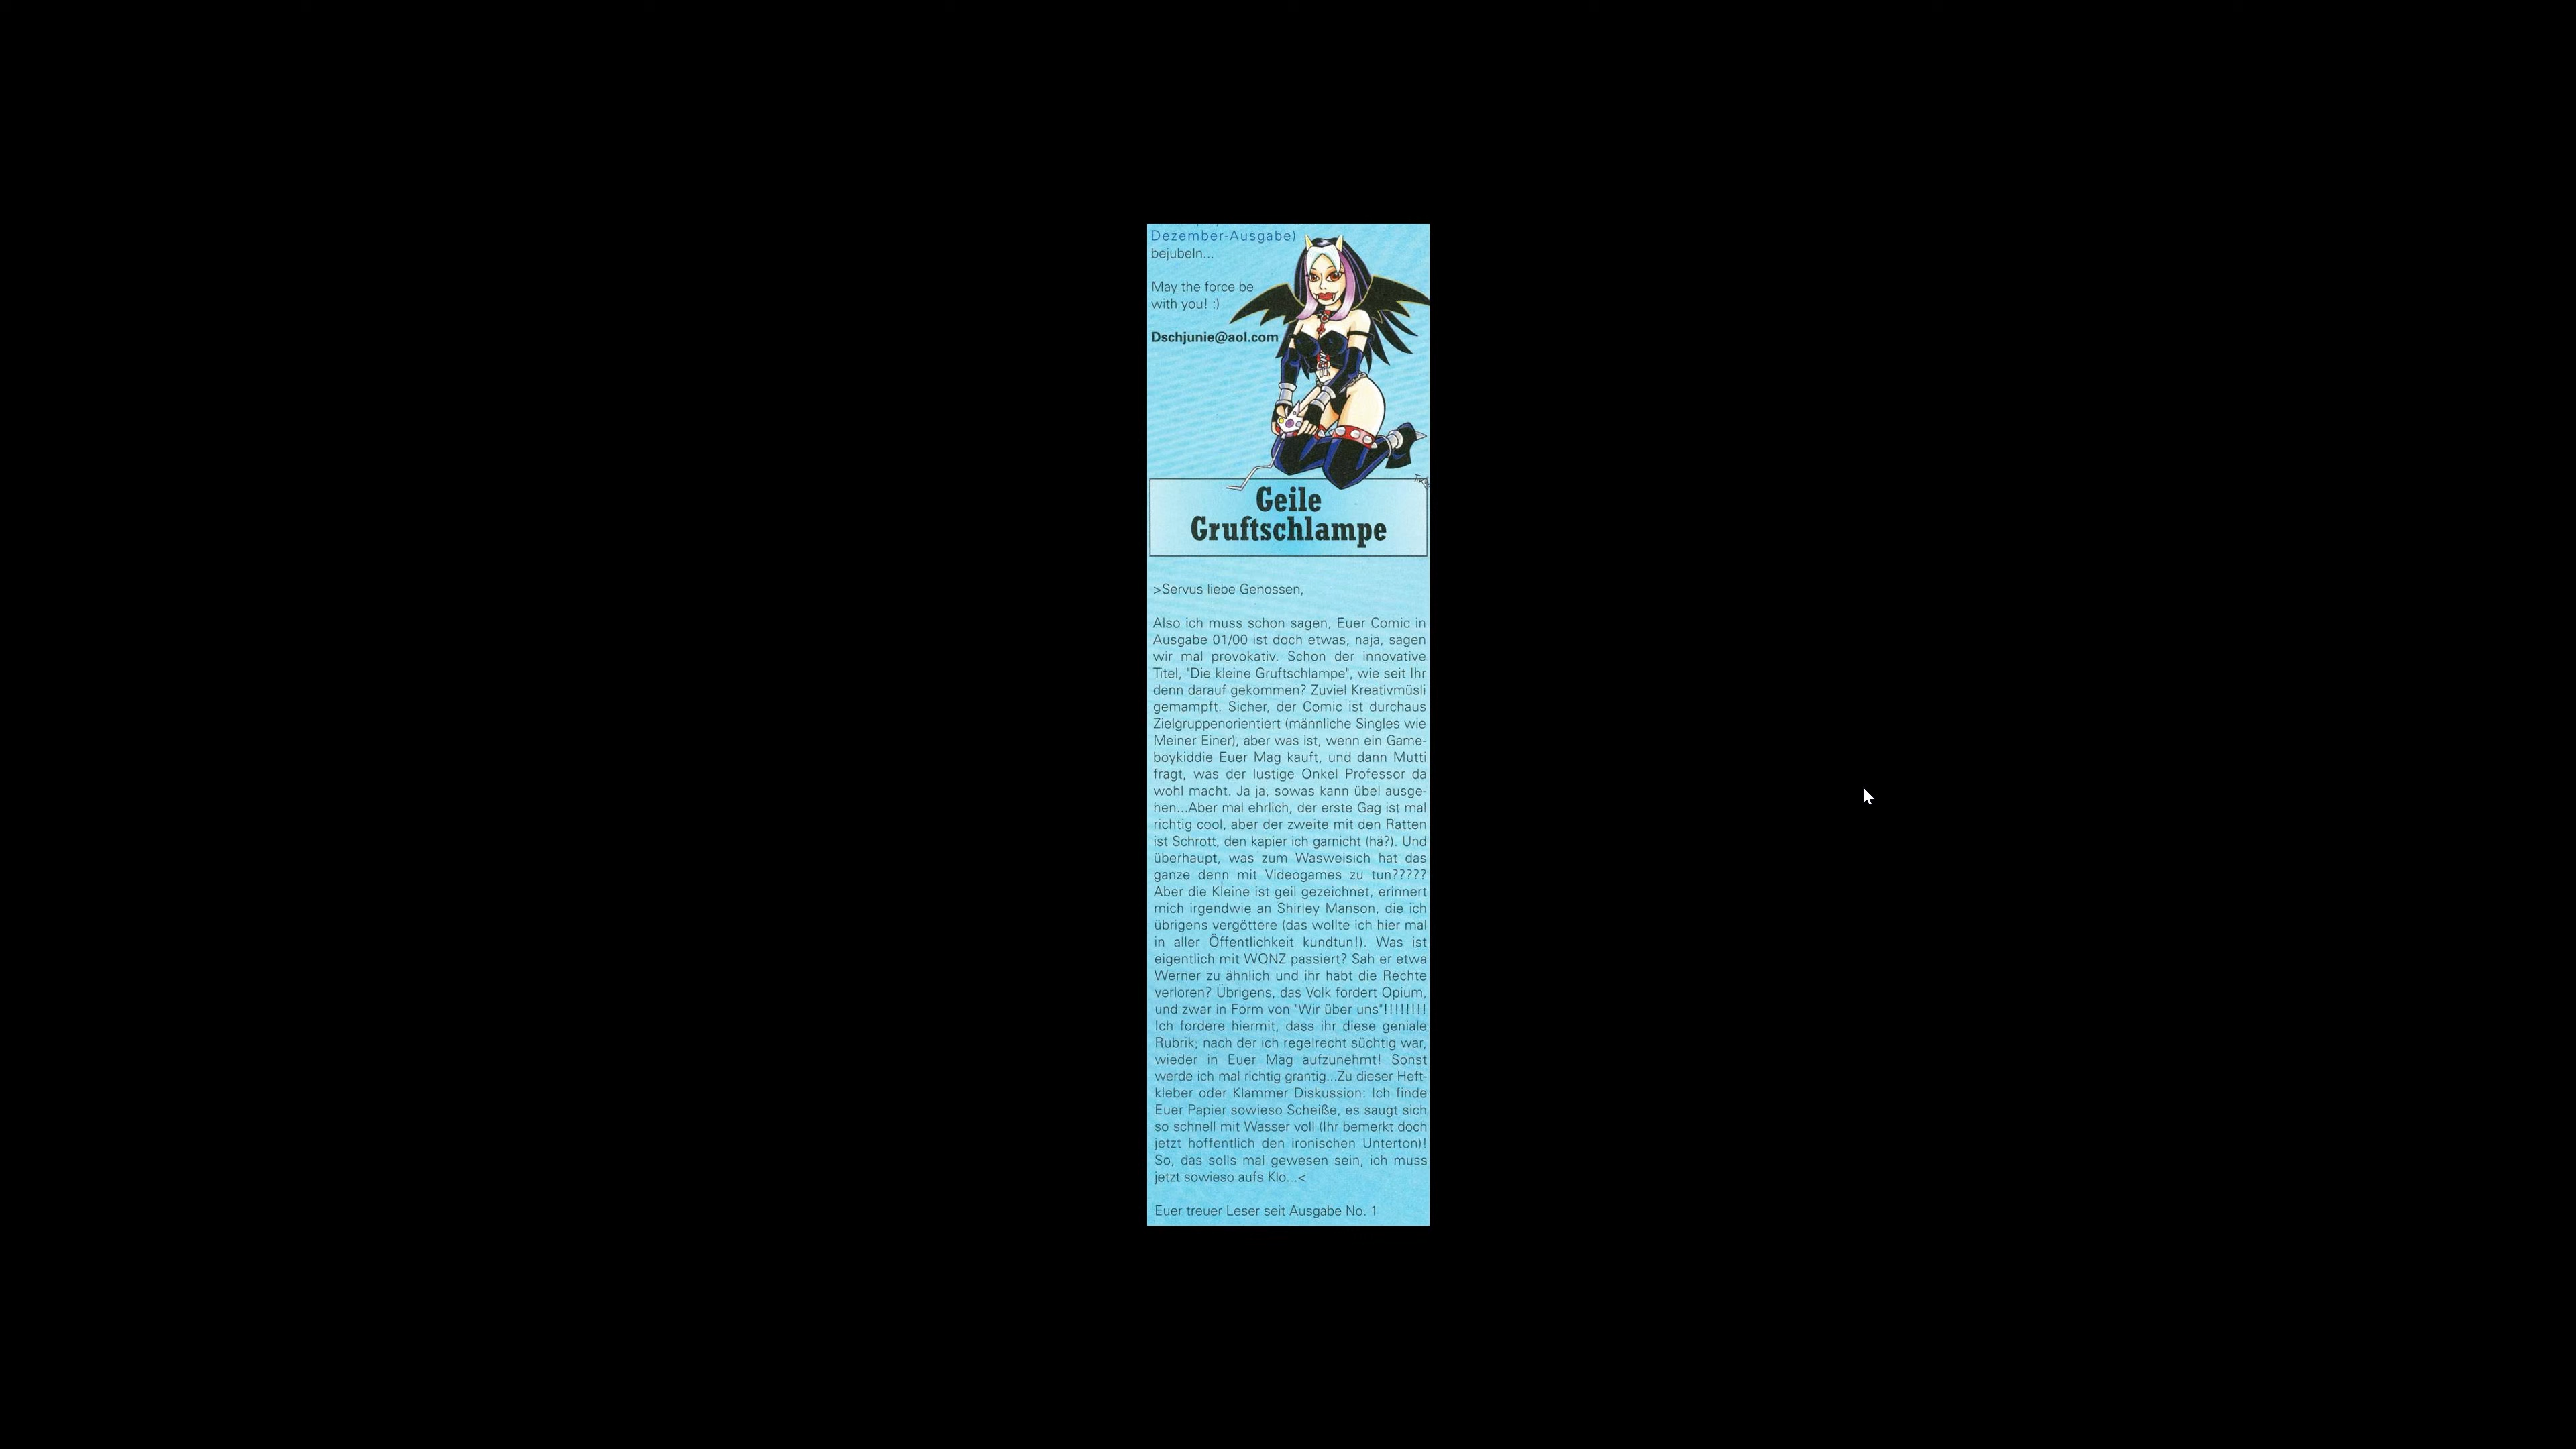 Dezember-Ausgabe)
bejubeln...
May the force be
with you! :)
Dschjunie@aol.com
Geile
Gruftschlampe
>Servus liebe Genossen,
Also ich muss schon sagen, Euer Comic in
Ausgabe 01/00 ist doch etwas, naja, sagen
wir mal provokativ. Schon der innovative
Titel, "Die kleine Gruftschlampe", wie seit Ihr
denn darauf gekommen? Zuviel Kreativmüsli
gemampft. Sicher, der Comic ist durchaus
Zielgruppenorientiert (männliche Singles wie
Meiner Einer), aber was ist, wenn ein Game-
boykiddie Euer Mag kauft, und dann Mutti
fragt, was der lustige Onkel Professor da
wohl macht. Ja ja, sowas kann übel ausge-
hen...Aber mal ehrlich, der erste Gag ist mal
richtig cool, aber der zweite mit den Ratten
ist Schrott, den kapier ich garnicht (hä?). Und
überhaupt, was zum Wasweisich hat das
ganze denn mit Videogames zu tun?????
Aber die Kleine ist geil gezeichnet, erinnert
mich irgendwie an Shirley Manson, die ich
übrigens vergöttere (das wollte ich hier mal
in aller Öffentlichkeit kundtun!). Was ist
eigentlich mit WONZ passiert? Sah er etwa
Werner zu ähnlich und ihr habt die Rechte
verloren? Übrigens, das Volk fordert Opium,
und zwar in Form von "Wir über uns"!!!!!!!!
Ich fordere hiermit, dass ihr diese geniale
Rubrik; nach der ich regelrecht süchtig war,
wieder in Euer Mag aufzunehmt! Sonst
werde ich mal richtig grantig...Zu dieser Heft-
kleber oder Klammer Diskussion: Ich finde
Euer Papier sowieso Scheiße, es saugt sich
so schnell mit Wasser voll (Ihr bemerkt doch
jetzt hoffentlich den ironischen Unterton)!
So, das solls mal gewesen sein, ich muss
jetzt sowieso aufs Klo...<
Euer treuer Leser seit Ausgabe No. 1